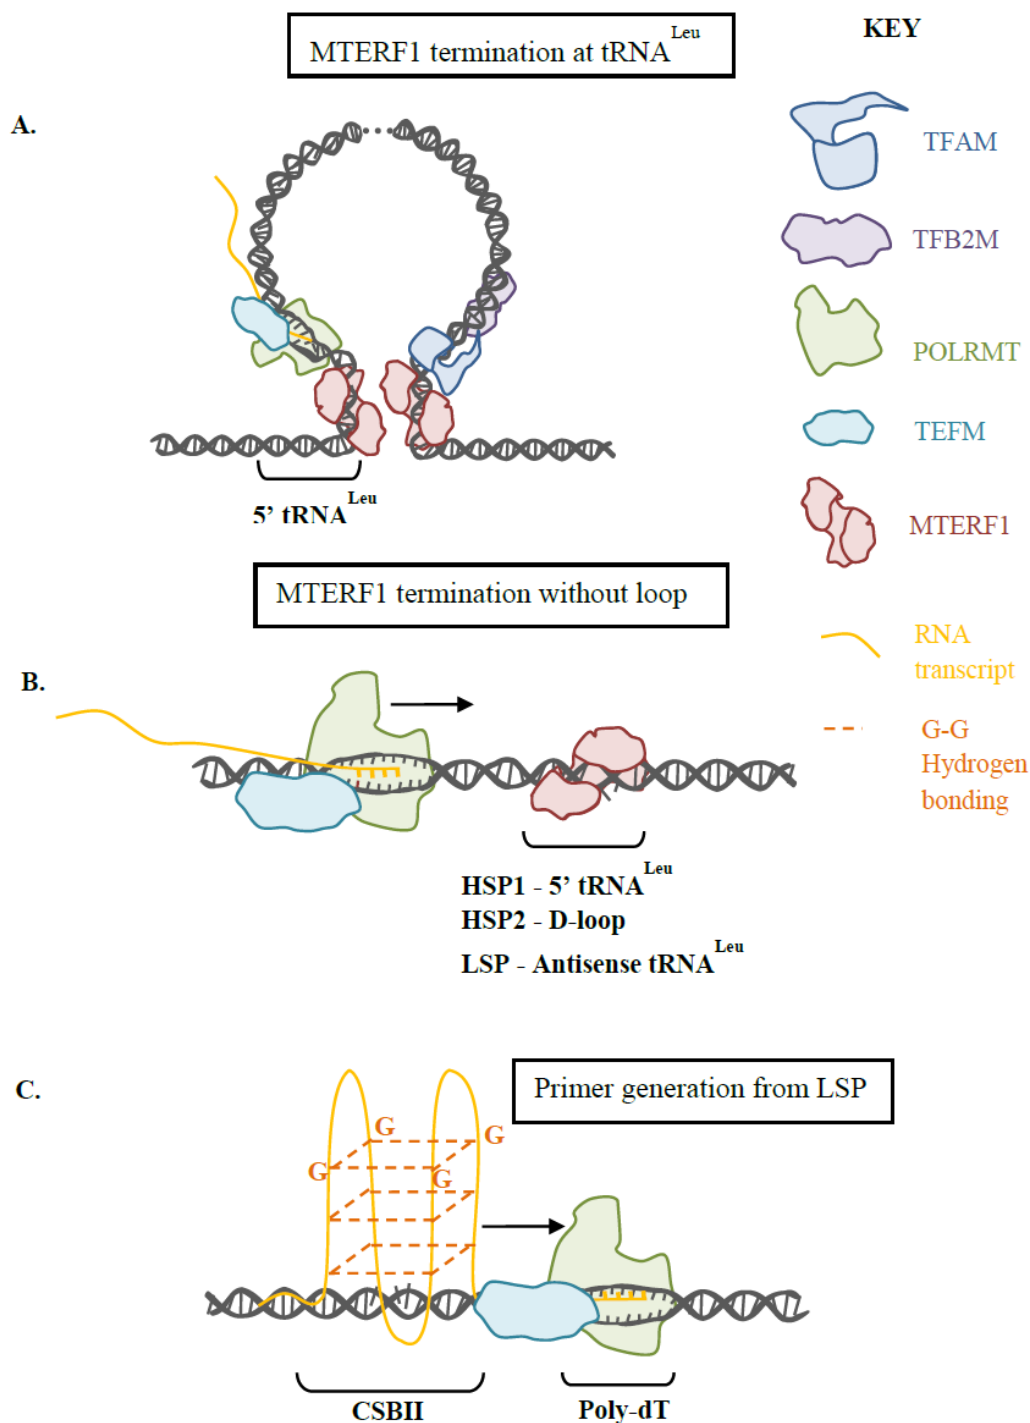 MTERF1 termination at tRNA^Leu
KEY
A.
TFAM
TFB2M
POLRMT
TEFM
MTERF1
5’ tRNA^Leu
MTERF1 termination without loop
RNA
transcript
B.
G-G
Hydrogen
bonding
HSP1 - 5’ tRNA^Leu
HSP2 - D-loop
LSP - Antisense tRNA^Leu
C.
Primer generation from LSP
G
G
G
G
CSBII
Poly-dT